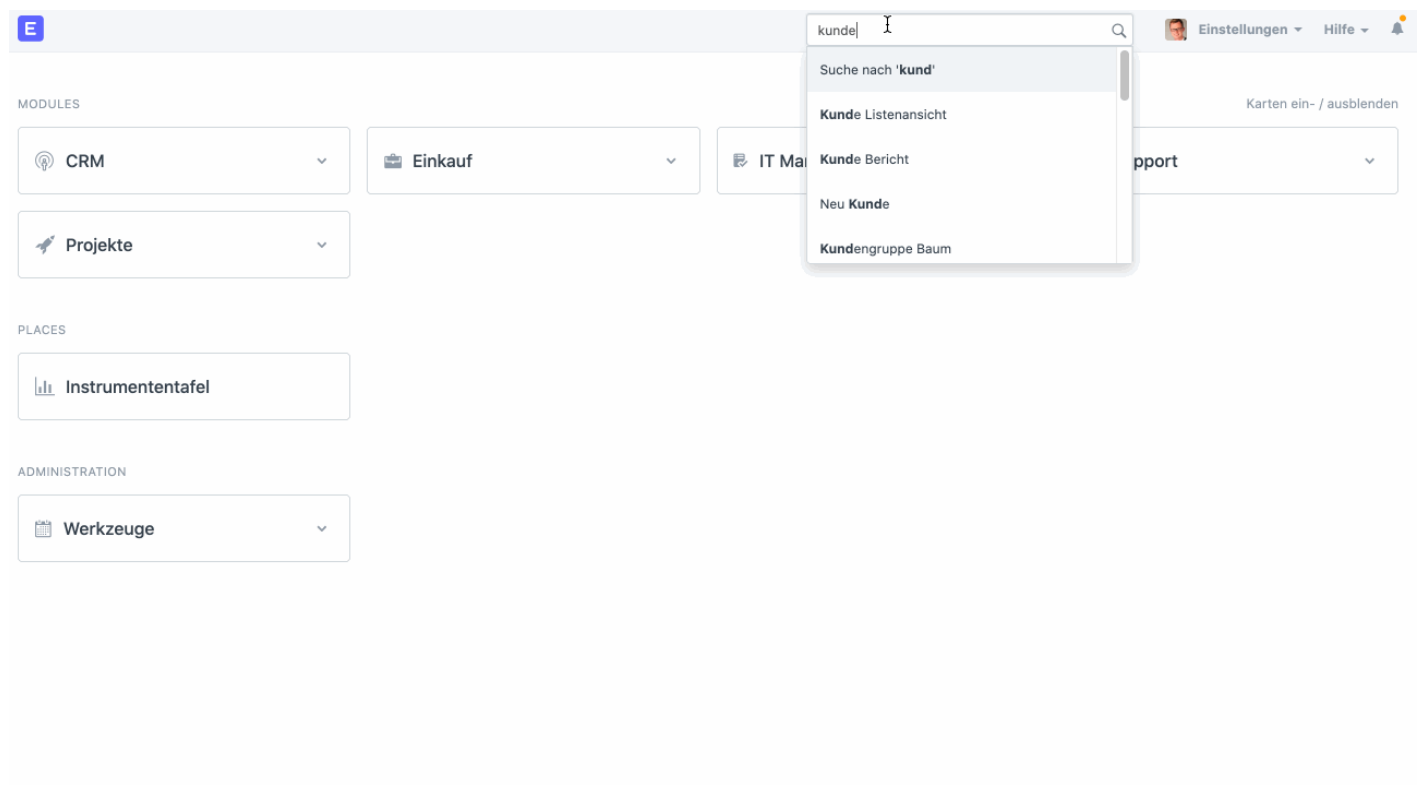 E
kunde
Einstellungen
Hilfe
Suche nach 'kund'
Kunde Listenansicht
Kunde Bericht
Neu Kunde
Kundengruppe Baum
MODULES
Karten ein- / ausblenden
CRM
Einkauf
IT Ma
pport
Projekte
PLACES
Instrumententafel
ADMINISTRATION
Werkzeuge